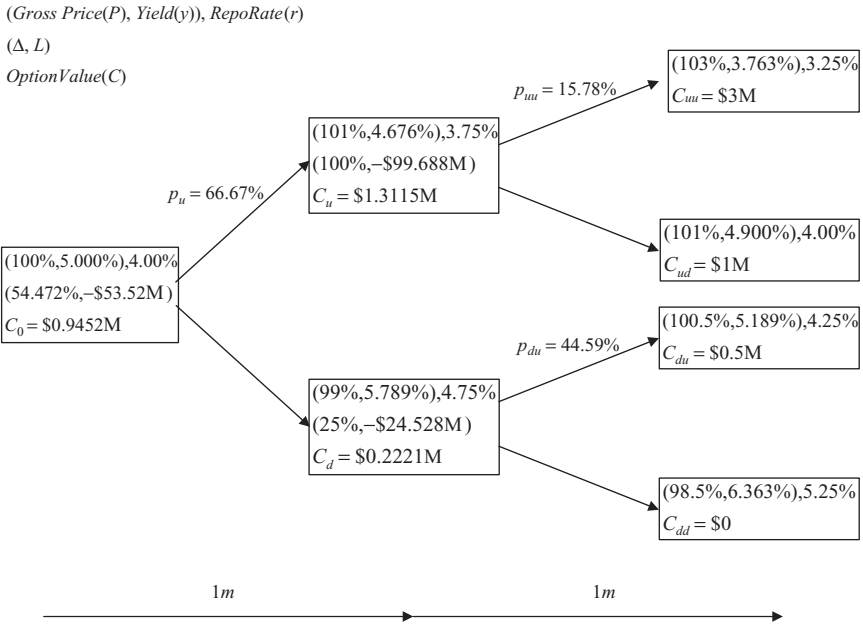 (Gross Price(P), Yield(y)), RepoRate(r)
(Δ, L)
OptionValue(C)
(103%,3.763%),3.25%
C_uu = $3M
p_uu = 15.78%
(101%,4.676%),3.75%
(100%,–$99.688M)
C_u = $1.3115M
p_u = 66.67%
(101%,4.900%),4.00%
C_ud = $1M
(100%,5.000%),4.00%
(54.472%,–$53.52M)
C_0 = $0.9452M
(100.5%,5.189%),4.25%
C_du = $0.5M
p_du = 44.59%
(99%,5.789%),4.75%
(25%,–$24.528M)
C_d = $0.2221M
(98.5%,6.363%),5.25%
C_dd = $0
1m
1m